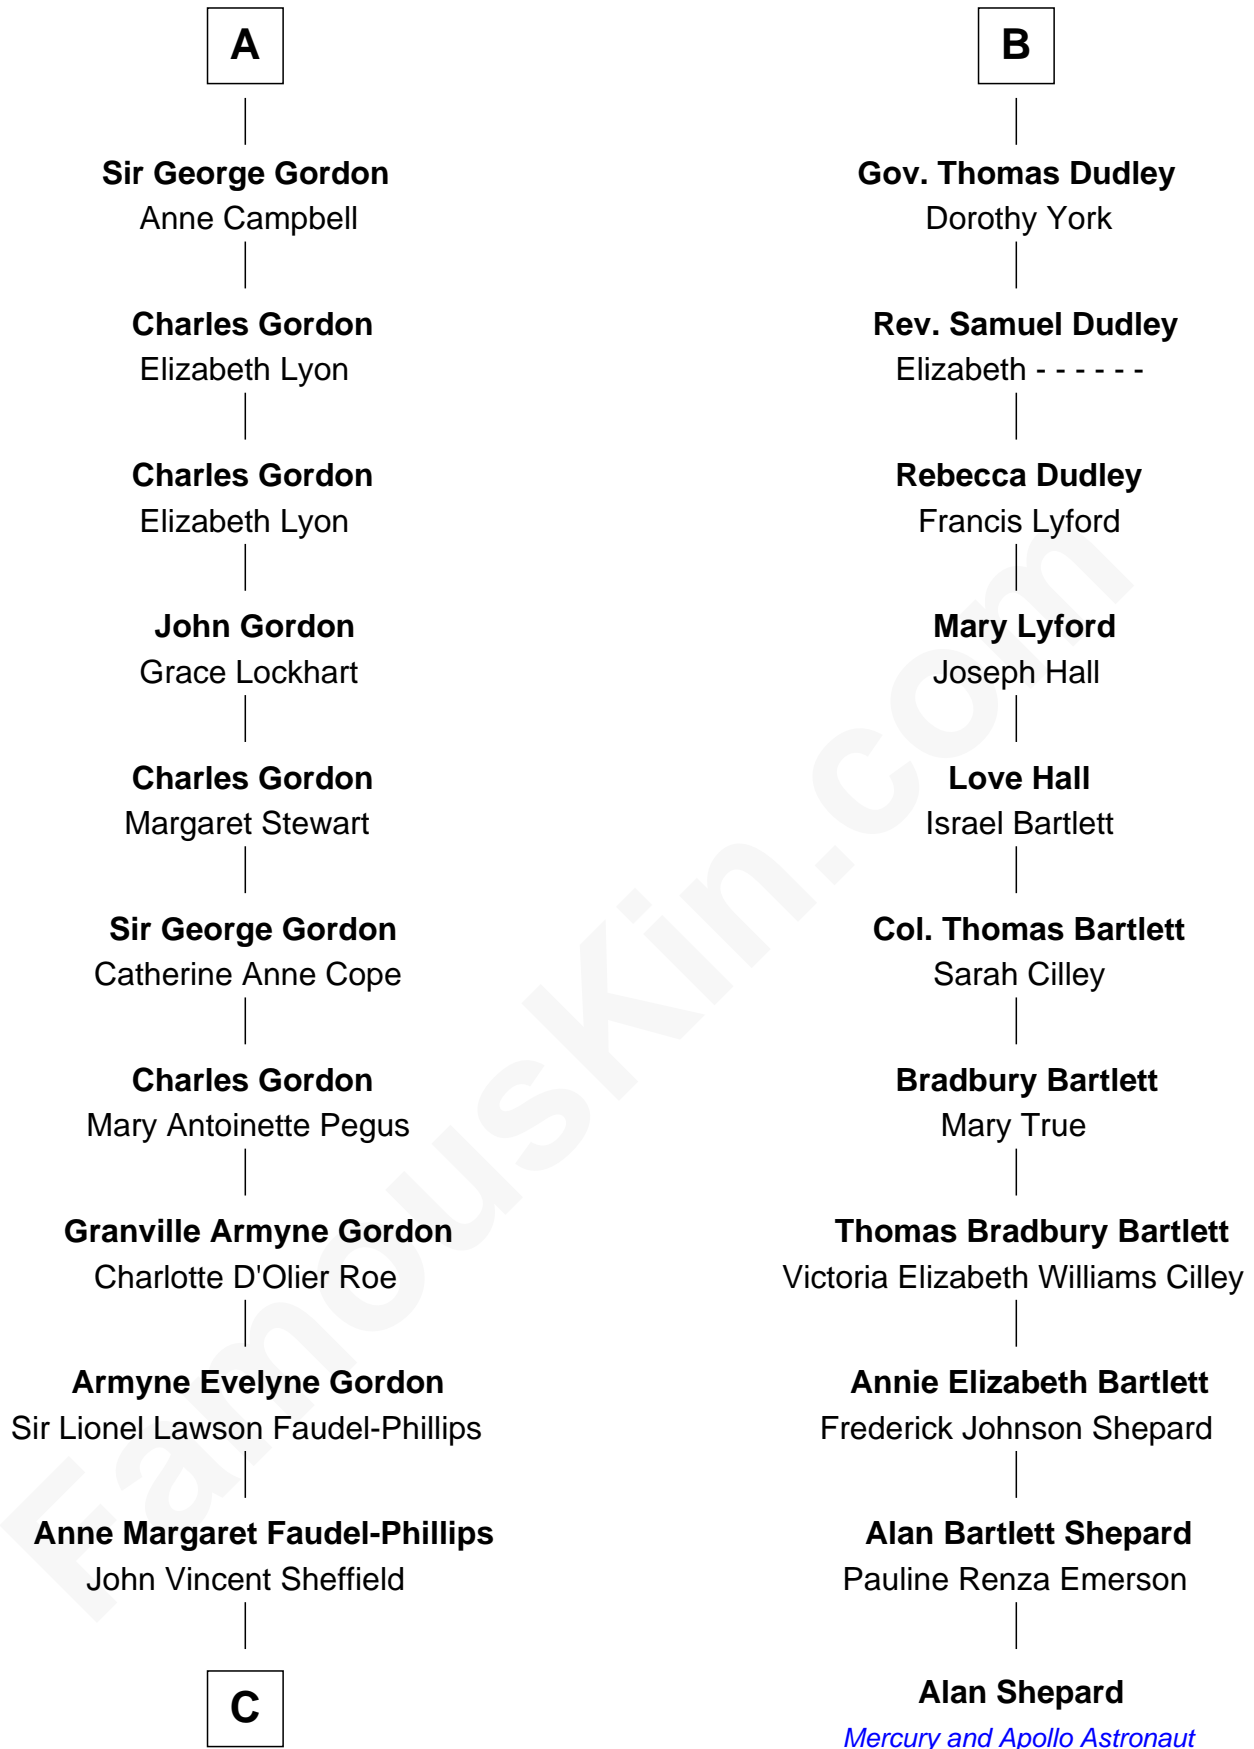 A
Sir George Gordon
Anne Campbell
Charles Gordon
Elizabeth Lyon
Charles Gordon
Elizabeth Lyon
John Gordon
Grace Lockhart
Charles Gordon
Margaret Stewart
Sir George Gordon
Catherine Anne Cope
Charles Gordon
Mary Antoinette Pegus
Granville Armyne Gordon
Charlotte D'Olier Roe
Armyne Evelyne Gordon
Sir Lionel Lawson Faudel-Phillips
Anne Margaret Faudel-Phillips
John Vincent Sheffield
C
B
Gov. Thomas Dudley
Dorothy York
Rev. Samuel Dudley
Elizabeth - - - - - -
Rebecca Dudley
Francis Lyford
Mary Lyford
Joseph Hall
Love Hall
Israel Bartlett
Col. Thomas Bartlett
Sarah Cilley
Bradbury Bartlett
Mary True
Thomas Bradbury Bartlett
Victoria Elizabeth Williams Cilley
Annie Elizabeth Bartlett
Frederick Johnson Shepard
Alan Bartlett Shepard
Pauline Renza Emerson
Alan Shepard
Mercury and Apollo Astronaut
FamousKin.com